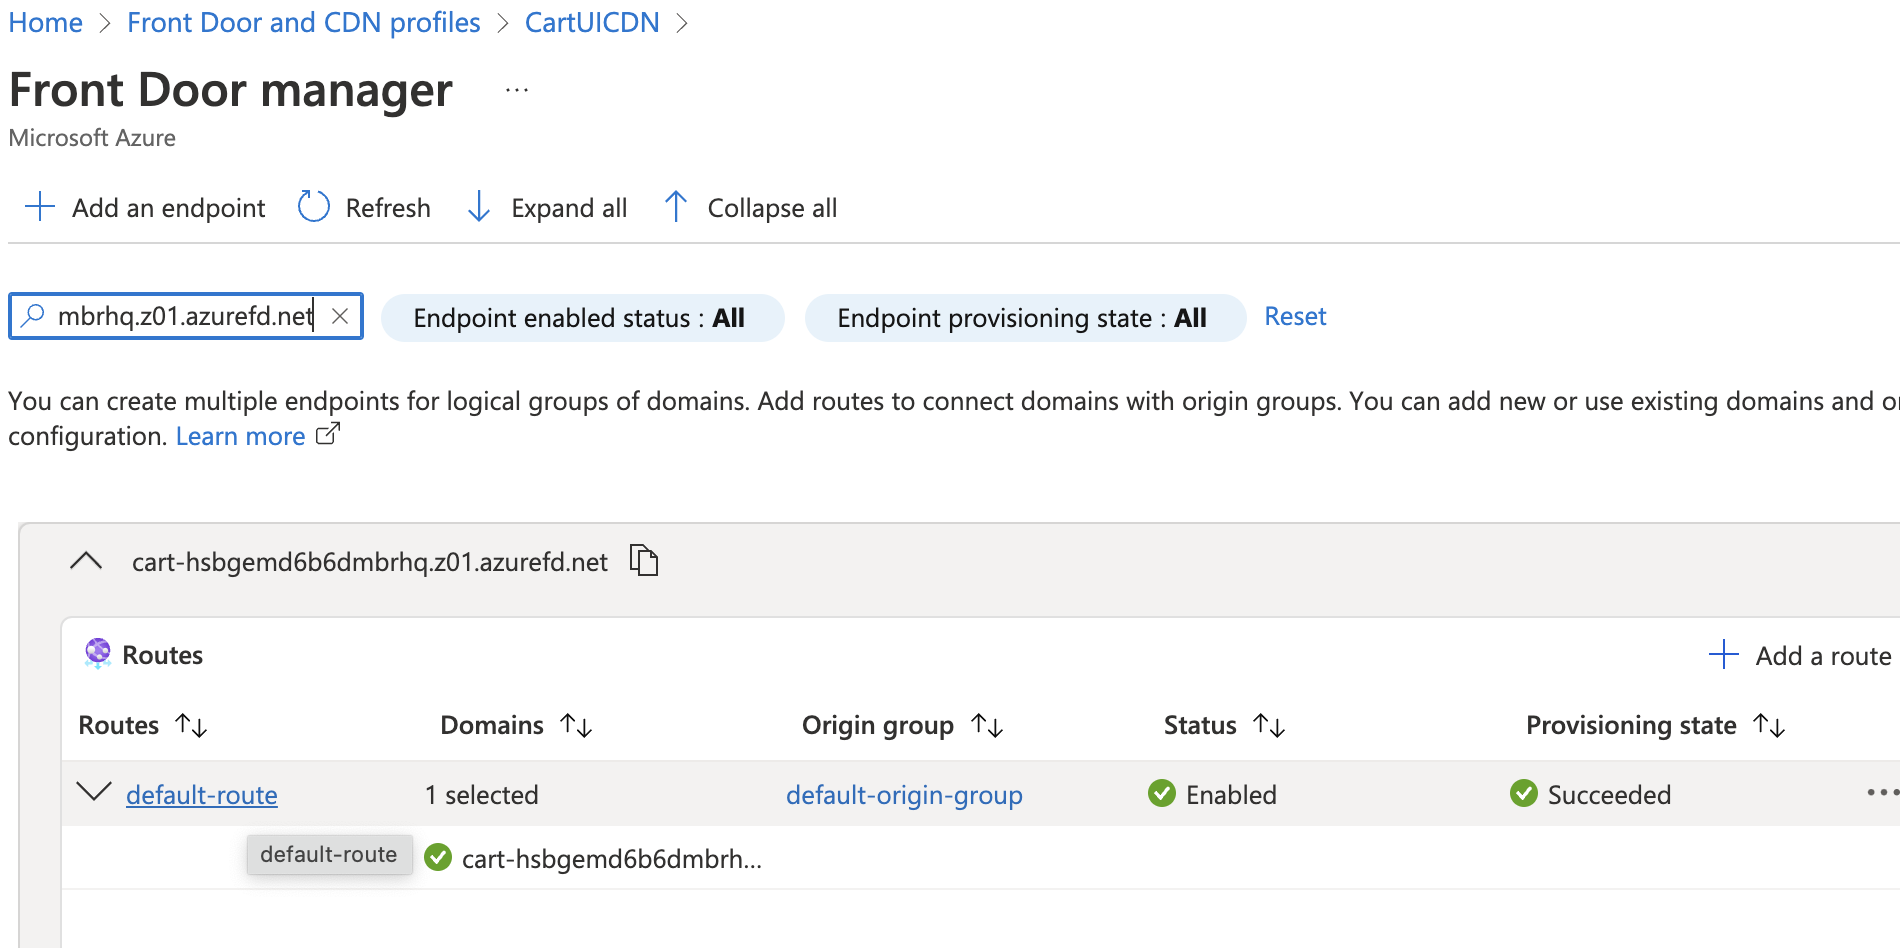 Home > Front Door and CDN profiles > CartUICDN >
Front Door manager ...
Microsoft Azure
Add an endpoint Refresh Expand all Collapse all
mbrhq.z01.azurefd.net Endpoint enabled status : All Endpoint provisioning state : All Reset
You can create multiple endpoints for logical groups of domains. Add routes to connect domains with origin groups. You can add new or use existing domains and
configuration. Learn more
cart-hsbgemd6b6dmbrhq.z01.azurefd.net
Routes Add a route
Routes Domains Origin group Status Provisioning state
default-route 1 selected default-origin-group Enabled Succeeded ...
default-route cart-hsbgemd6b6dmbrh...